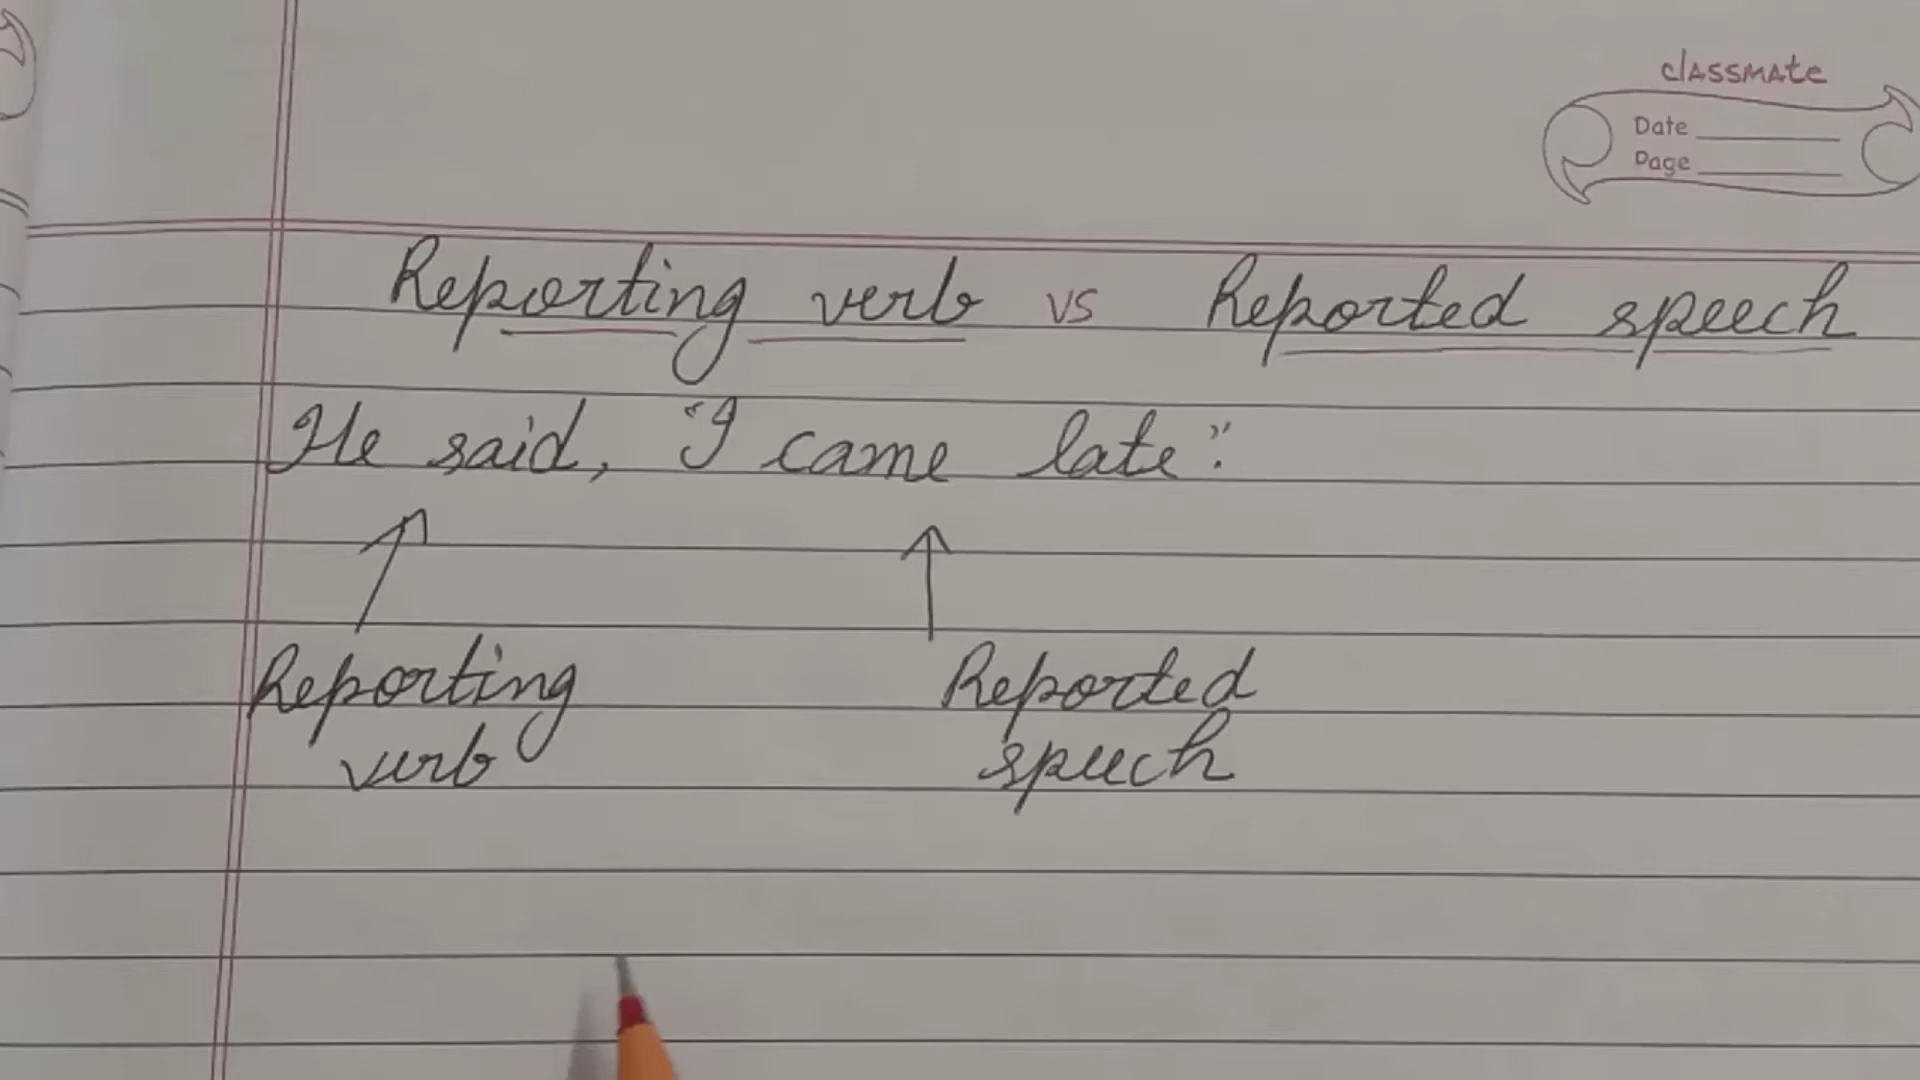 classmate
Date
Page
Reporting verb vs Reported speech
He said, "I came late".
Reporting Reported
verb speech